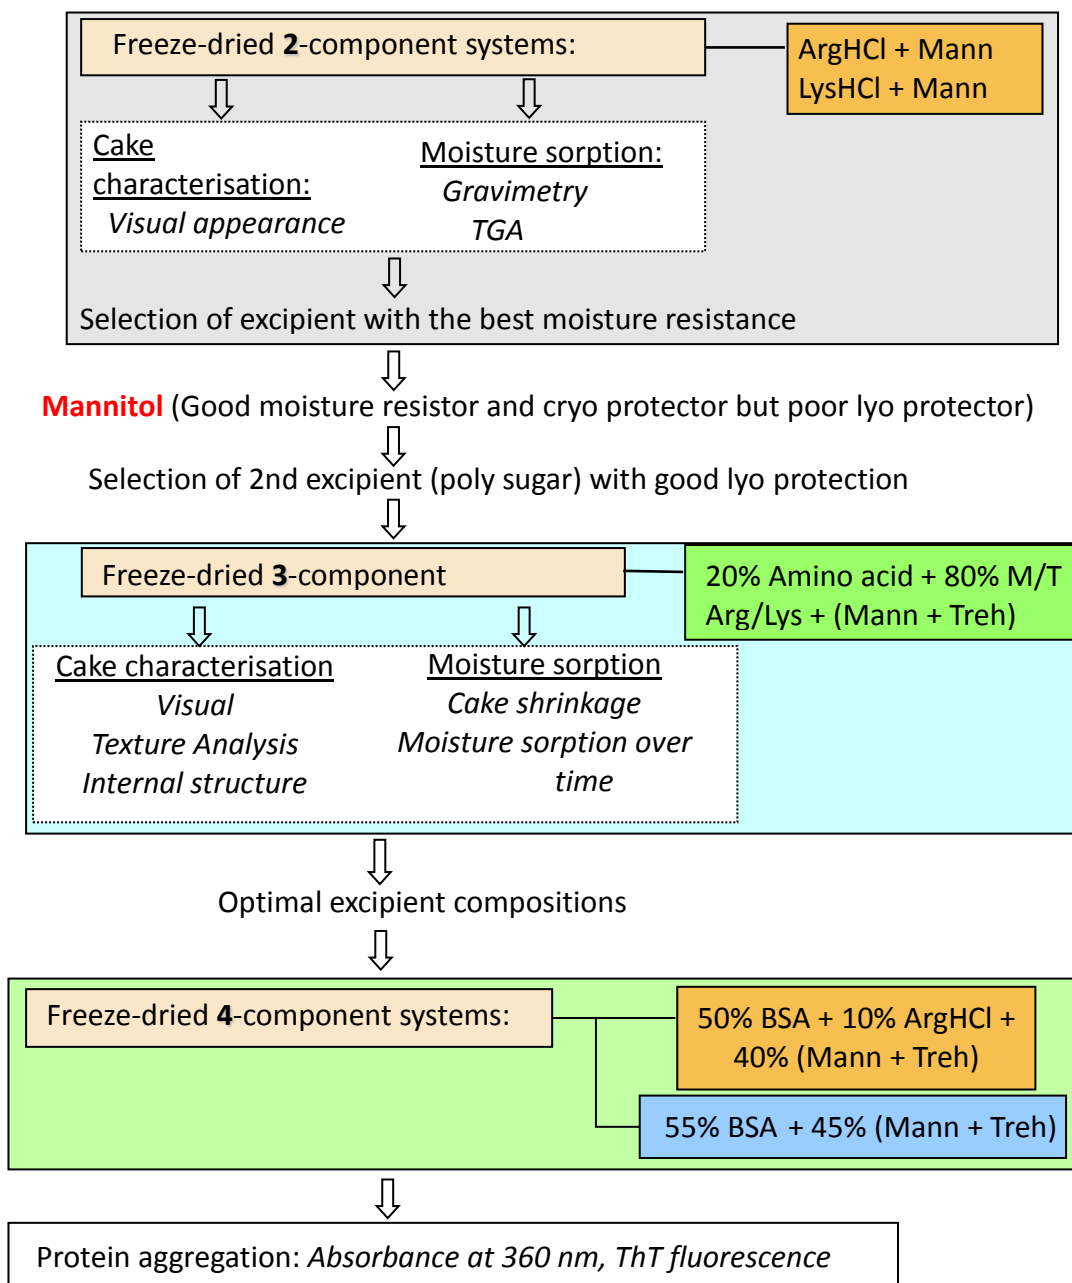 Freeze-dried 2-component systems:
ArgHCl + Mann
LysHCl + Mann
Cake
characterisation:
Visual appearance
Moisture sorption:
Gravimetry
TGA
Selection of excipient with the best moisture resistance
Mannitol (Good moisture resistor and cryo protector but poor lyo protector)
Selection of 2nd excipient (poly sugar) with good lyo protection
Freeze-dried 3-component
20% Amino acid + 80% M/T
Arg/Lys + (Mann + Treh)
Cake characterisation
Visual
Texture Analysis
Internal structure
Moisture sorption
Cake shrinkage
Moisture sorption over
time
Optimal excipient compositions
Freeze-dried 4-component systems:
50% BSA + 10% ArgHCl +
40% (Mann + Treh)
55% BSA + 45% (Mann + Treh)
Protein aggregation: Absorbance at 360 nm, ThT fluorescence